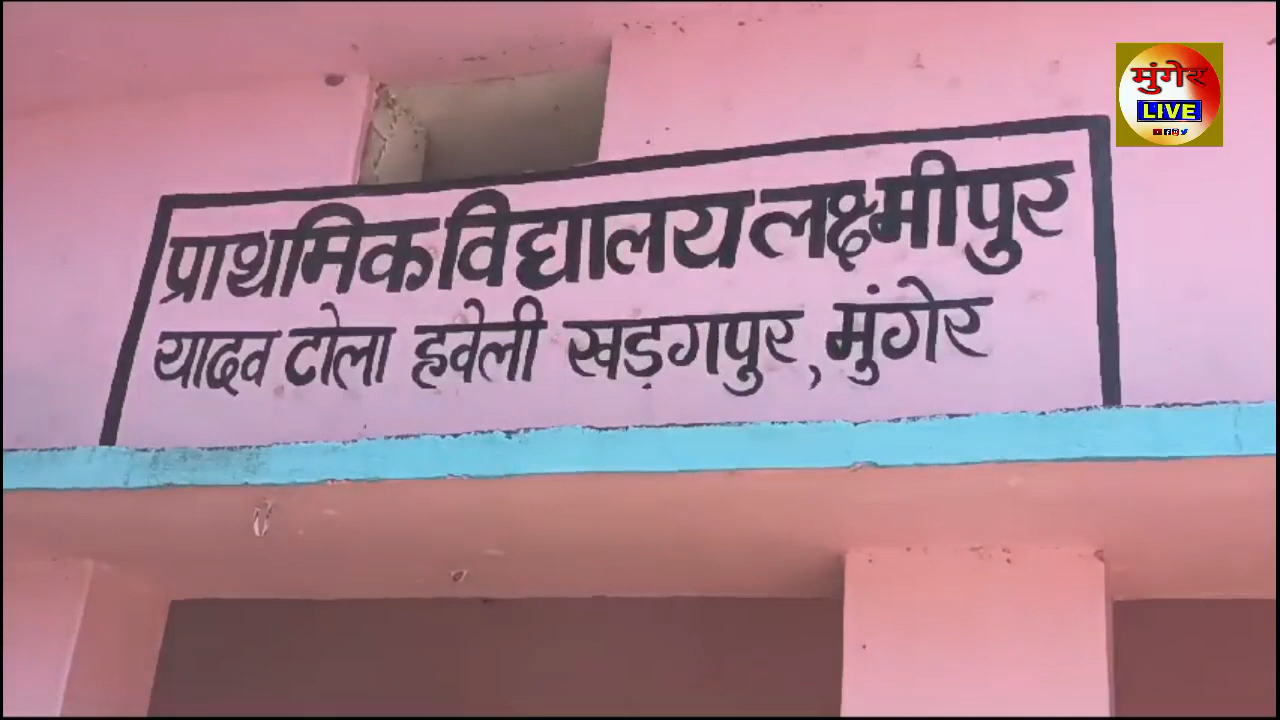 प्राथमिक विद्यालय लक्ष्मीपुर
यादव टोला हवेली खड़गपुर, मुंगेर
मुंगेर
LIVE